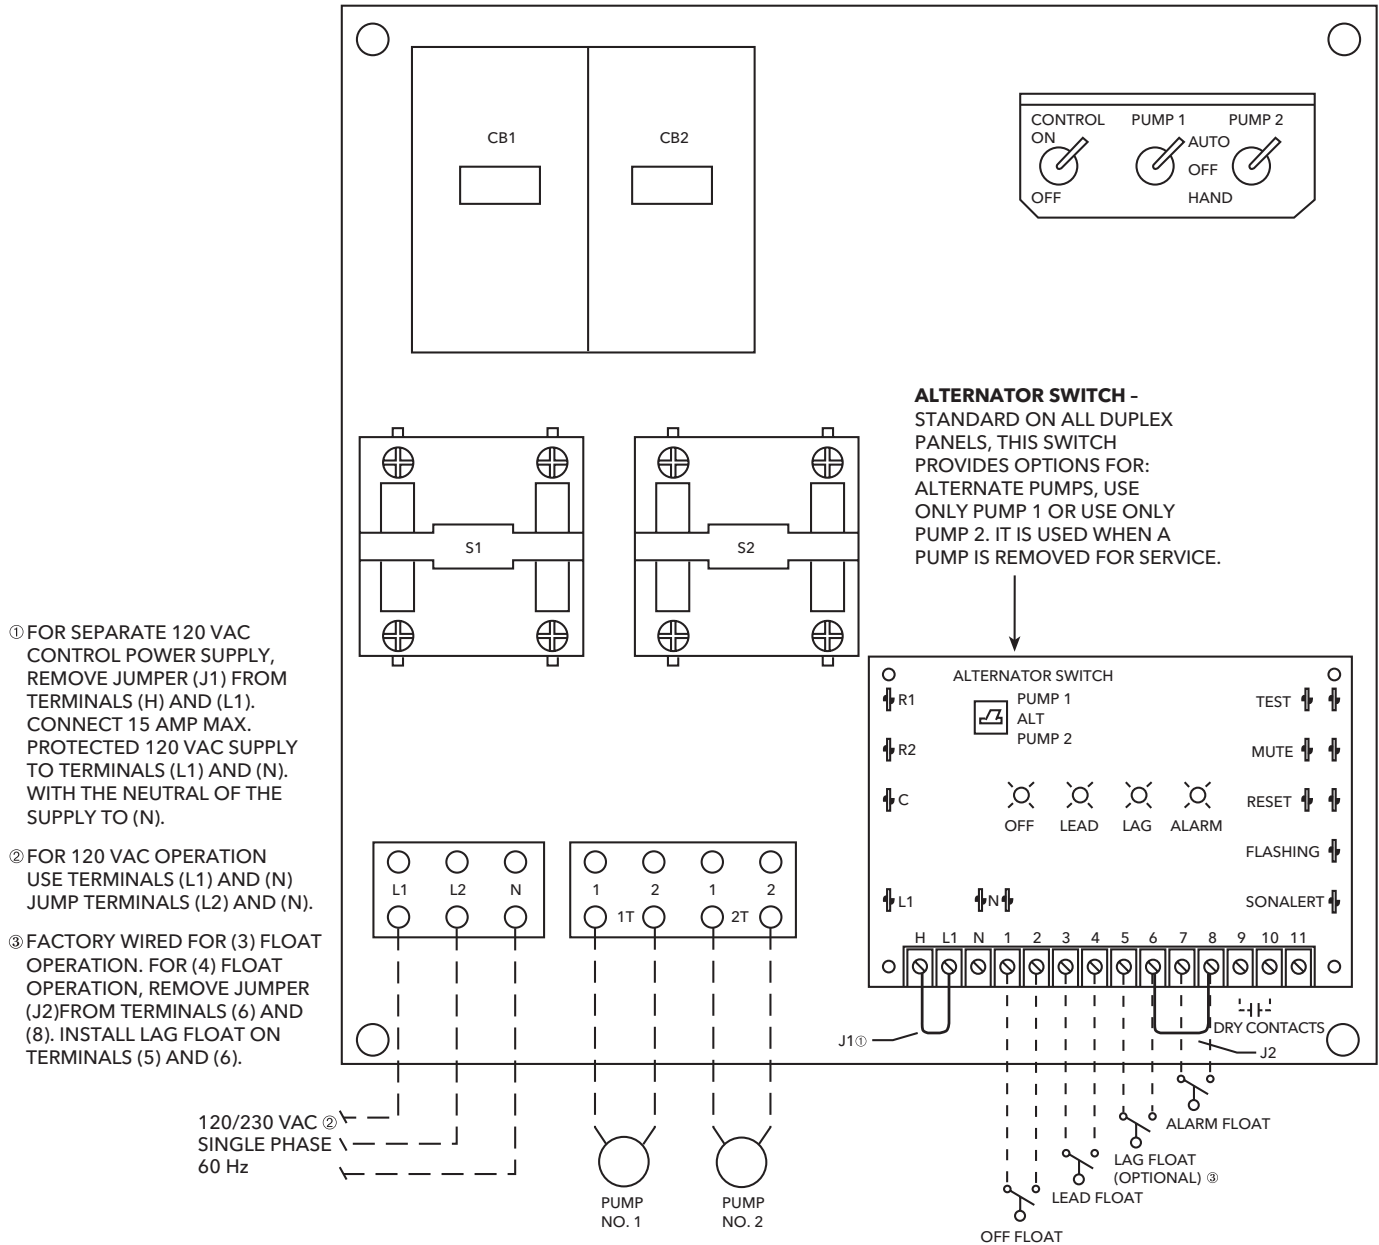 CB1
CB2
CONTROL PUMP 1 PUMP 2
ON
AUTO
OFF
OFF
HAND
ALTERNATOR SWITCH –
STANDARD ON ALL DUPLEX
PANELS, THIS SWITCH
PROVIDES OPTIONS FOR:
ALTERNATE PUMPS, USE
ONLY PUMP 1 OR USE ONLY
PUMP 2. IT IS USED WHEN A
PUMP IS REMOVED FOR SERVICE.
S1
S2
① FOR SEPARATE 120 VAC
CONTROL POWER SUPPLY,
REMOVE JUMPER (J1) FROM
TERMINALS (H) AND (L1).
CONNECT 15 AMP MAX.
PROTECTED 120 VAC SUPPLY
TO TERMINALS (L1) AND (N).
WITH THE NEUTRAL OF THE
SUPPLY TO (N).
② FOR 120 VAC OPERATION
USE TERMINALS (L1) AND (N)
JUMP TERMINALS (L2) AND (N).
③ FACTORY WIRED FOR (3) FLOAT
OPERATION. FOR (4) FLOAT
OPERATION, REMOVE JUMPER
(J2)FROM TERMINALS (6) AND
(8). INSTALL LAG FLOAT ON
TERMINALS (5) AND (6).
ALTERNATOR SWITCH
PUMP 1
ALT
PUMP 2
R1
R2
C
L1
N
TEST
MUTE
RESET
FLASHING
SONALERT
OFF LEAD LAG ALARM
H L1 N 1 2 3 4 5 6 7 8 9 10 11
L1 L2 N
1 2 1 2
1T 2T
J1①
DRY CONTACTS
J2
120/230 VAC ②
SINGLE PHASE
60 Hz
PUMP
NO. 1
PUMP
NO. 2
ALARM FLOAT
LAG FLOAT
(OPTIONAL) ③
LEAD FLOAT
OFF FLOAT